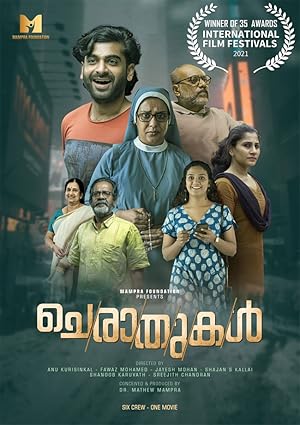 MAMPRA FOUNDATION
WINNER OF 35 AWARDS
INTERNATIONAL
FILM FESTIVALS
2021
MAMPRA FOUNDATION
PRESENTS
ചെരാതുകൾ
DIRECTED BY
ANU KURISINKAL - FAWAZ MOHAMED - JAYESH MOHAN - SHAJAN S KALLAI
SHANOOB KARUVATH - SREEJITH CHANDRAN
CONCEIVED & PRODUCED BY
DR. MATHEW MAMPRA
SIX CREW - ONE MOVIE